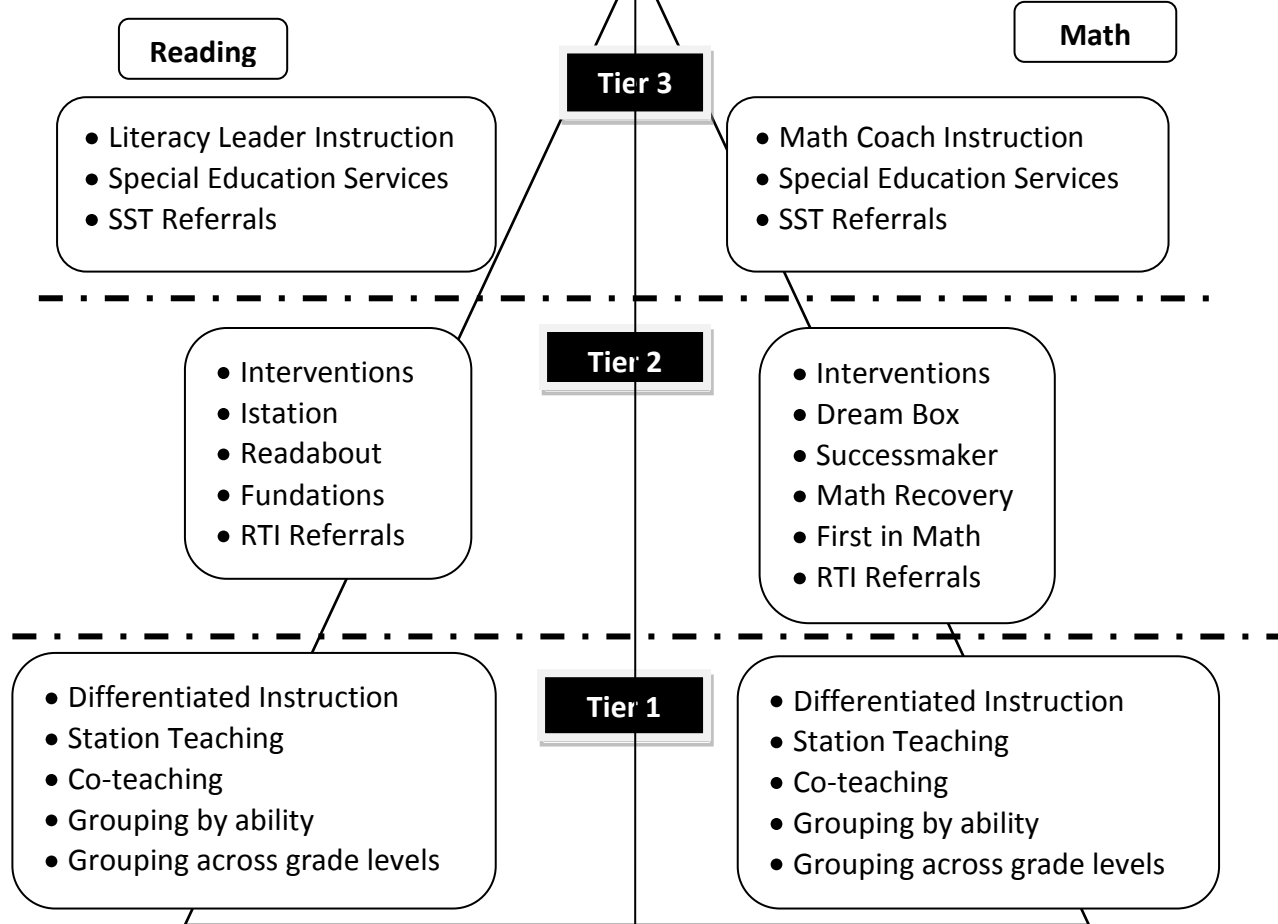 Reading
Math
Tier 3
• Literacy Leader Instruction
• Special Education Services
• SST Referrals
• Math Coach Instruction
• Special Education Services
• SST Referrals
Tier 2
• Interventions
• Istation
• Readabout
• Fundations
• RTI Referrals
• Interventions
• Dream Box
• Successmaker
• Math Recovery
• First in Math
• RTI Referrals
Tier 1
• Differentiated Instruction
• Station Teaching
• Co-teaching
• Grouping by ability
• Grouping across grade levels
• Differentiated Instruction
• Station Teaching
• Co-teaching
• Grouping by ability
• Grouping across grade levels